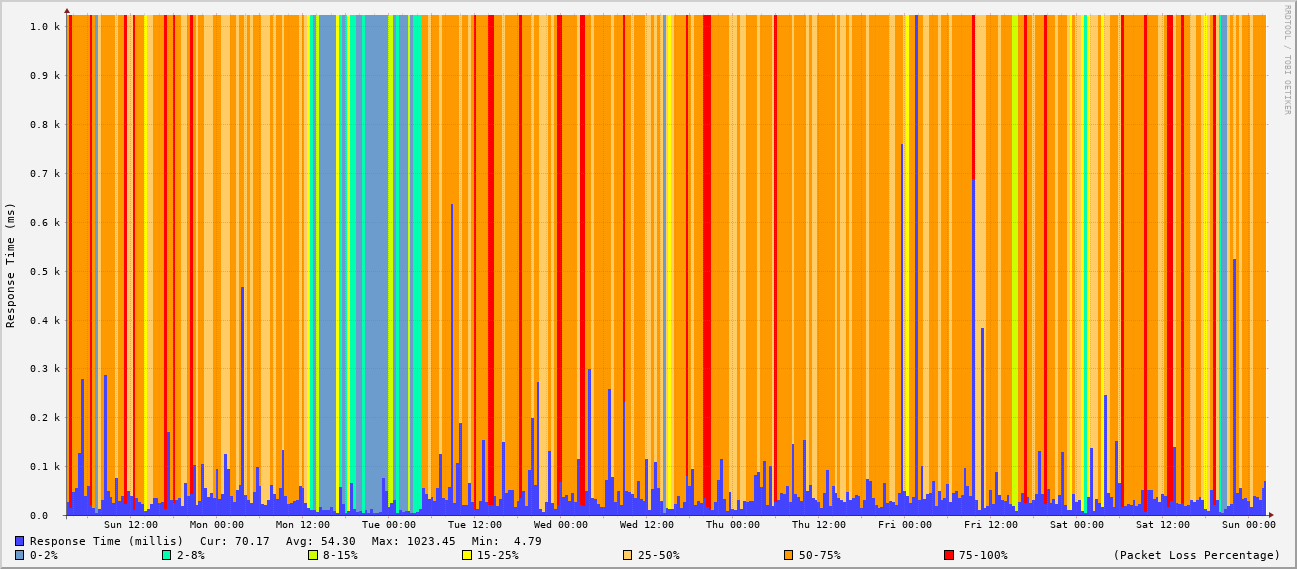 RRDTOOL / TOBI OETIKER
Response Time (ms)
1.0 k
0.9 k
0.8 k
0.7 k
0.6 k
0.5 k
0.4 k
0.3 k
0.2 k
0.1 k
0.0
Sun 12:00 Mon 00:00 Mon 12:00 Tue 00:00 Tue 12:00 Wed 00:00 Wed 12:00 Thu 00:00 Thu 12:00 Fri 00:00 Fri 12:00 Sat 00:00 Sat 12:00 Sun 00:00
Response Time (millis) Cur: 70.17 Avg: 54.30 Max: 1023.45 Min: 4.79
0-2% 2-8% 8-15% 15-25% 25-50% 50-75% 75-100% (Packet Loss Percentage)